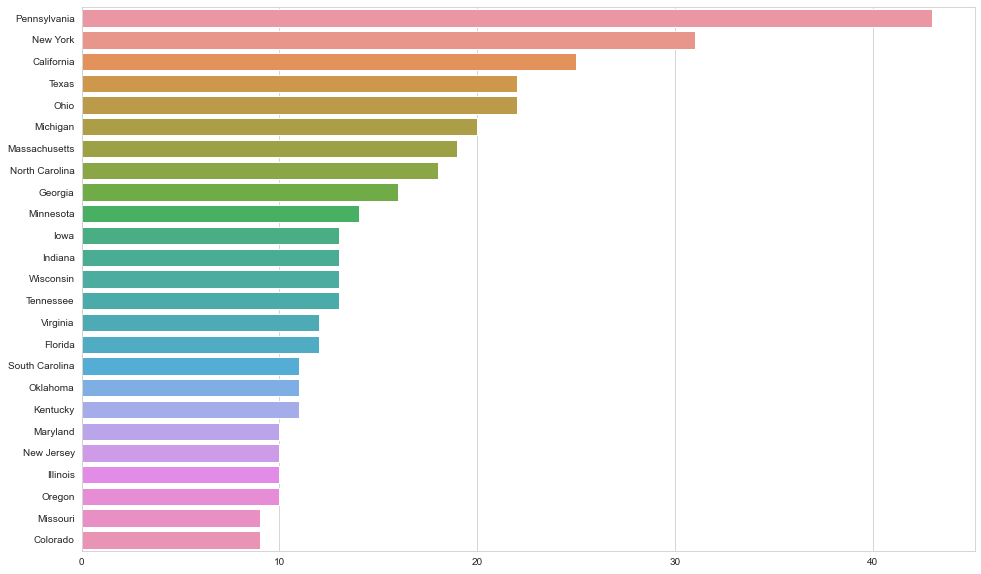 Pennsylvania
New York
California
Texas
Ohio
Michigan
Massachusetts
North Carolina
Georgia
Minnesota
Iowa
Indiana
Wisconsin
Tennessee
Virginia
Florida
South Carolina
Oklahoma
Kentucky
Maryland
New Jersey
Illinois
Oregon
Missouri
Colorado
0 10 20 30 40